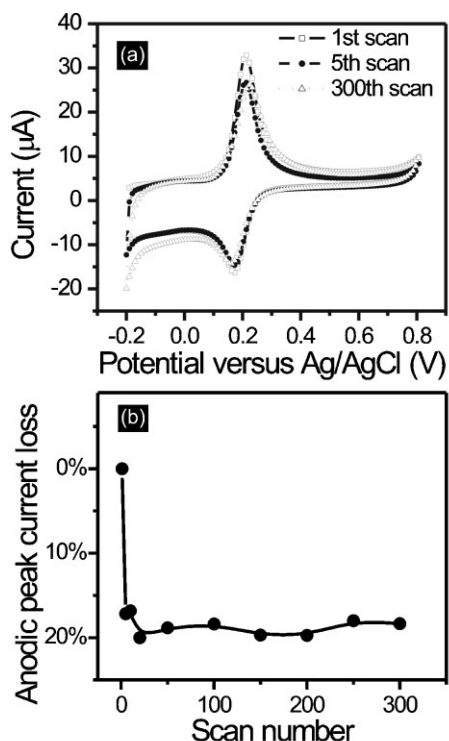 (a)
1st scan
5th scan
300th scan
Current (μA)
40
30
20
10
0
-10
-20
-0.2 0.0 0.2 0.4 0.6 0.8
Potential versus Ag/AgCl (V)
(b)
Anodic peak current loss
0%
10%
20%
0 100 200 300
Scan number